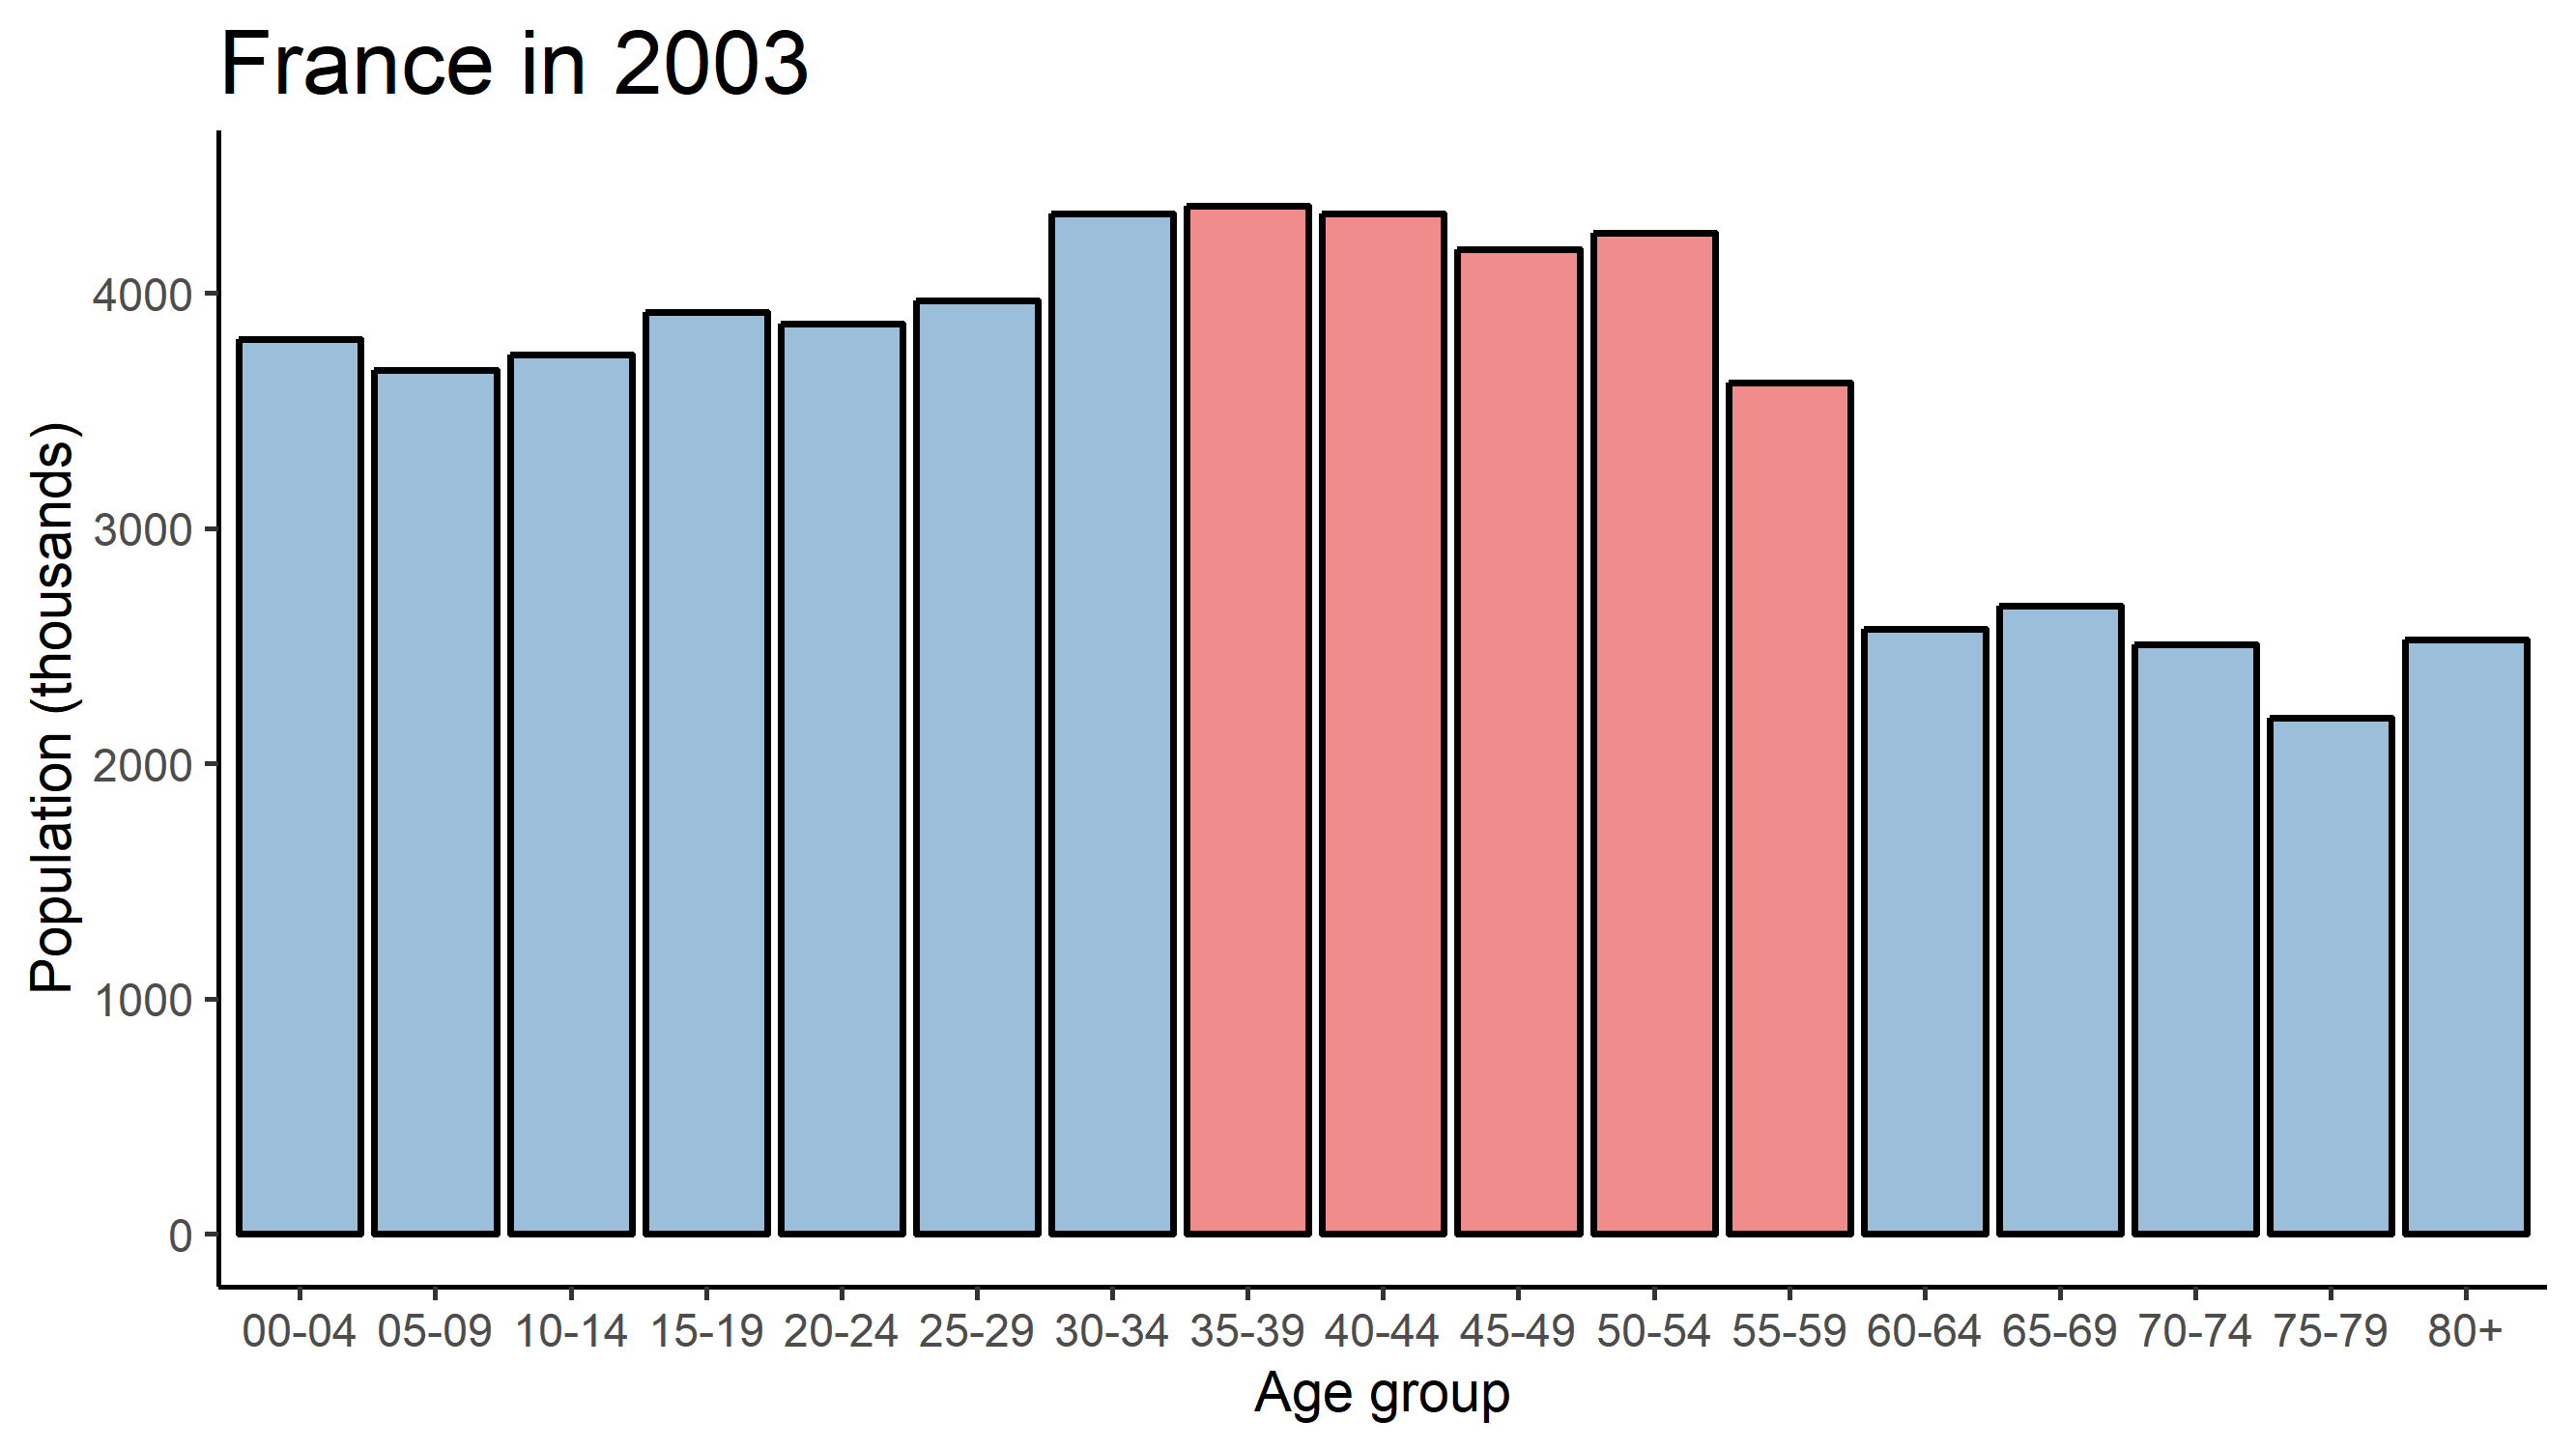 France in 2003
Population (thousands)
4000
3000
2000
1000
0
00-04 05-09 10-14 15-19 20-24 25-29 30-34 35-39 40-44 45-49 50-54 55-59 60-64 65-69 70-74 75-79 80+
Age group